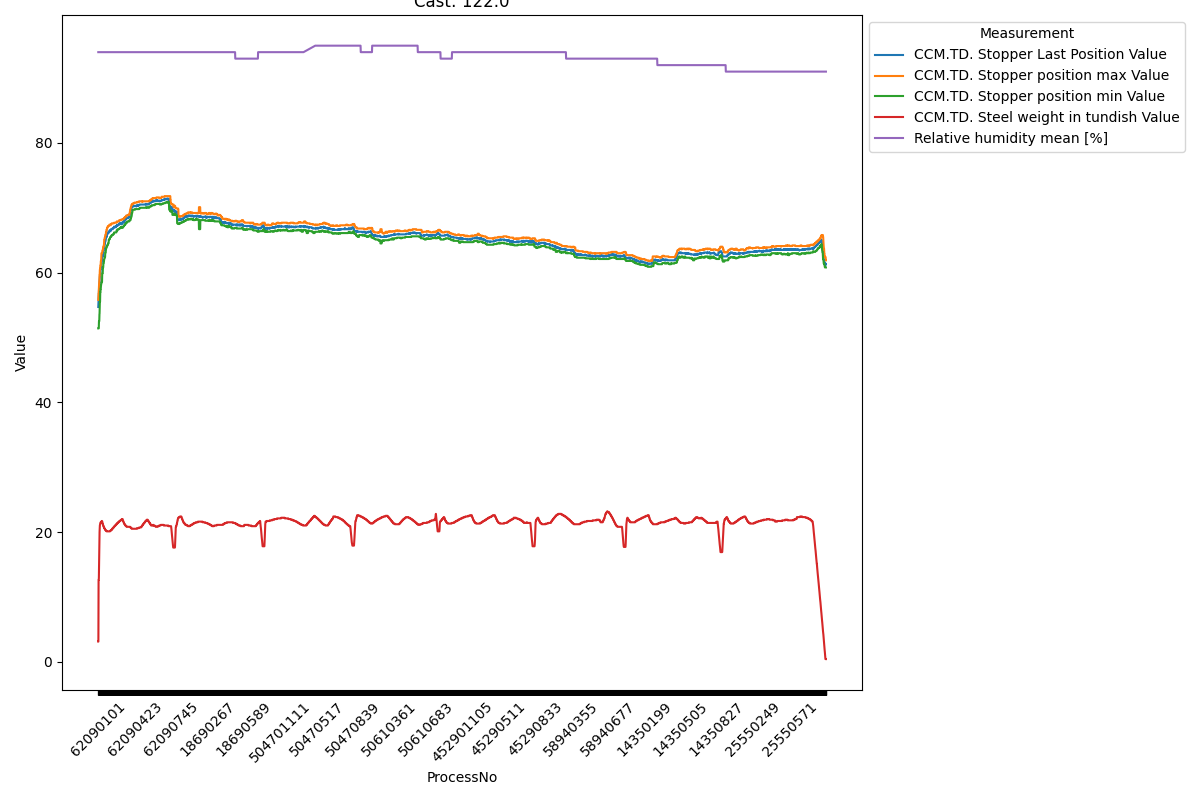 Cast: 122.0
Measurement
CCM.TD. Stopper Last Position Value
CCM.TD. Stopper position max Value
CCM.TD. Stopper position min Value
CCM.TD. Steel weight in tundish Value
Relative humidity mean [%]
80
60
40
20
0
Value
62090101
62090423
62090745
18690267
18690589
504701111
50470517
50470839
50610361
50610683
452901105
45290511
45290833
58940355
58940677
14350199
14350505
14350827
25550249
25550571
ProcessNo